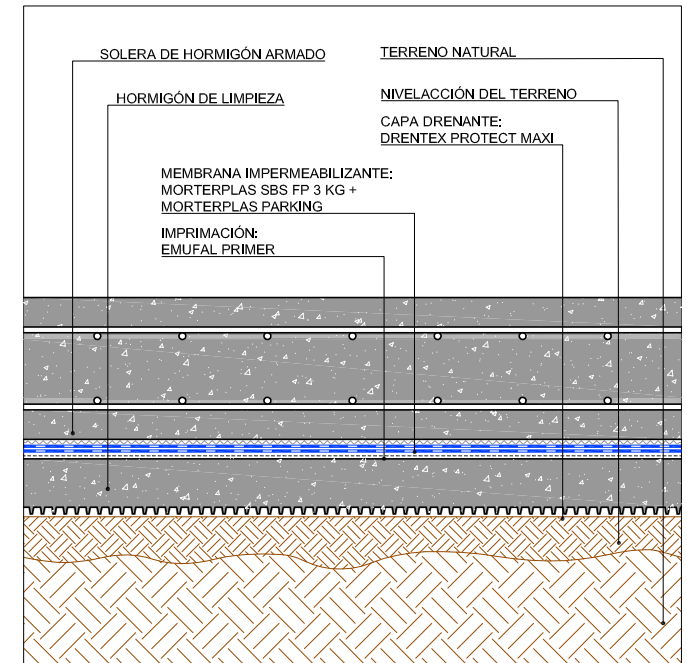 SOLERA DE HORMIGÓN ARMADO
HORMIGÓN DE LIMPIEZA
MEMBRANA IMPERMEABILIZANTE:
MORTERPLAS SBS FP 3 KG +
MORTERPLAS PARKING
IMPRIMACIÓN:
EMUFAL PRIMER
TERRENO NATURAL
NIVELACCIÓN DEL TERRENO
CAPA DRENANTE:
DRENTEX PROTECT MAXI